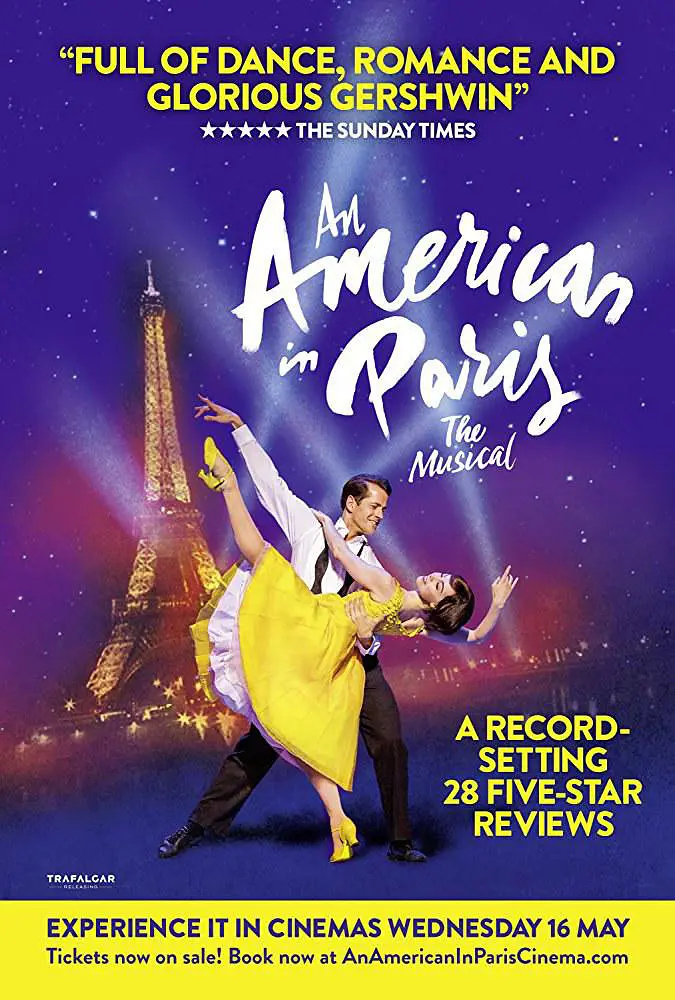 “FULL OF DANCE, ROMANCE AND
GLORIOUS GERSHWIN”
★★★★★ THE SUNDAY TIMES
An
American
in Paris
The
Musical
A RECORD-
SETTING
28 FIVE-STAR
REVIEWS
TRAFALGAR
RELEASING
EXPERIENCE IT IN CINEMAS WEDNESDAY 16 MAY
Tickets now on sale! Book now at AnAmericanInParisCinema.com